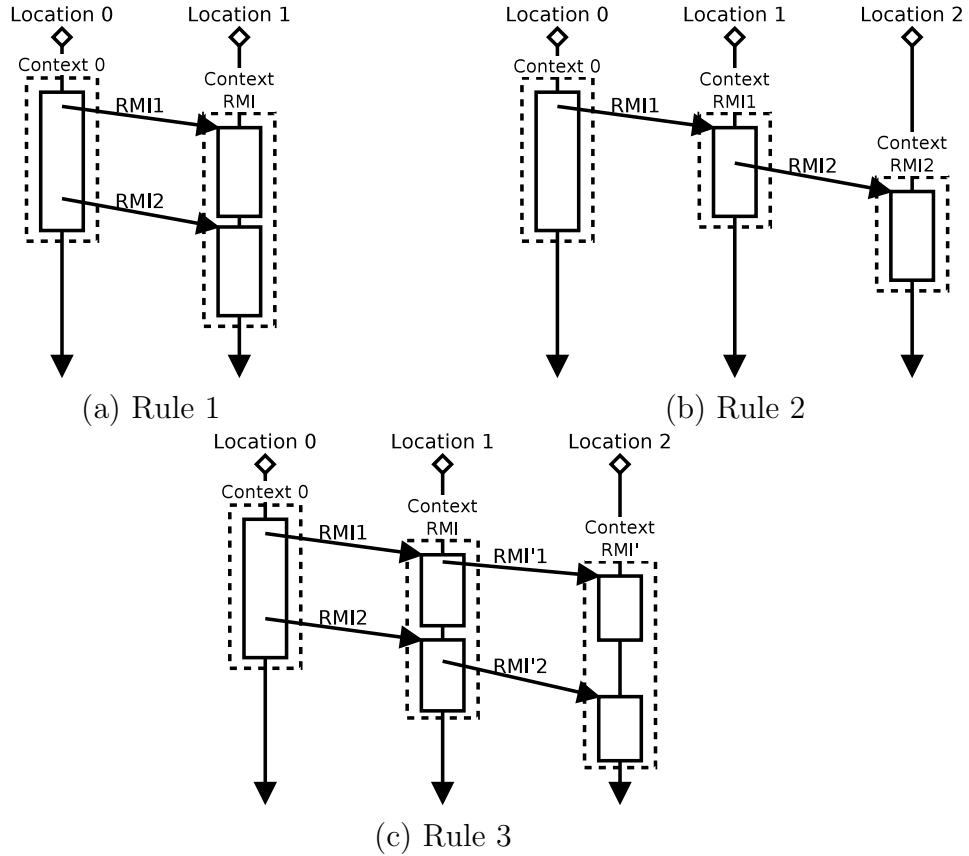 Location 0
Location 1
Context 0
Context
RMI
RMI1
RMI2
(a) Rule 1
Location 0
Location 1
Location 2
Context 0
Context
RMI1
Context
RMI2
RMI1
RMI2
(b) Rule 2
Location 0
Location 1
Location 2
Context 0
Context
RMI
Context
RMI'
RMI1
RMI'1
RMI2
RMI'2
(c) Rule 3